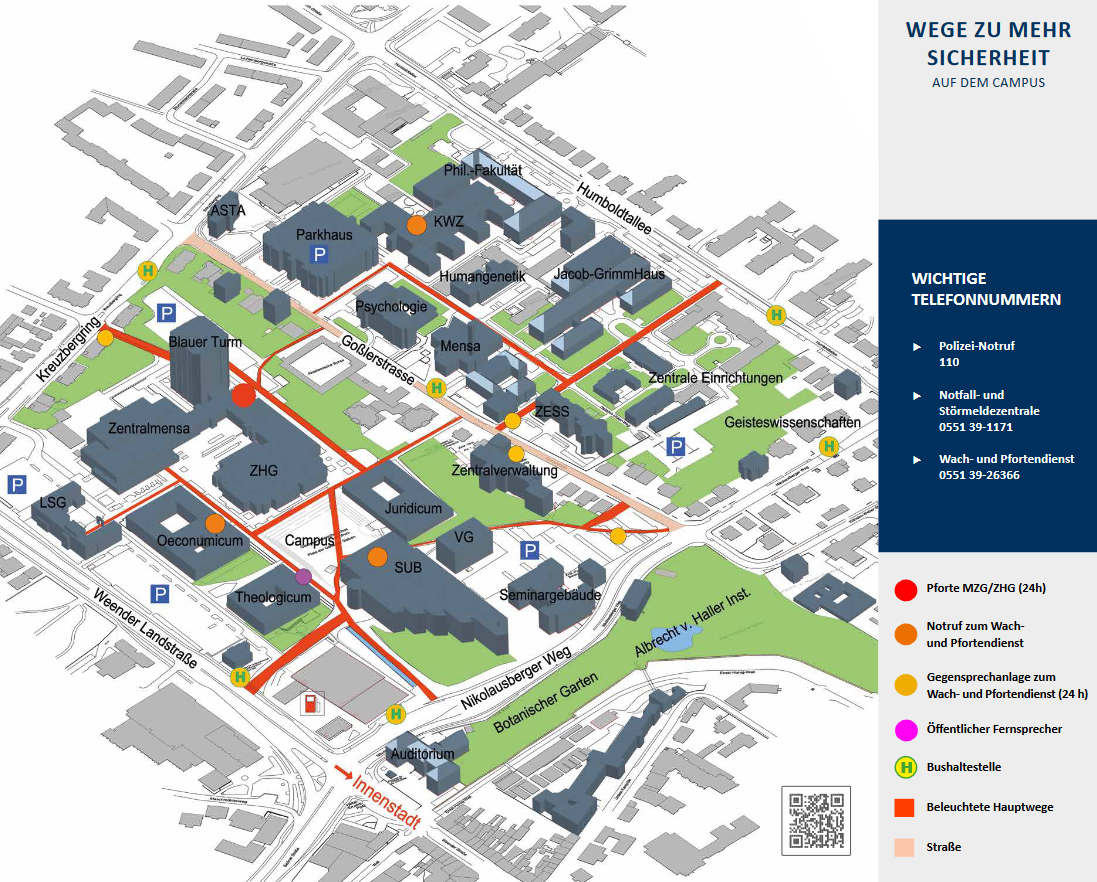 WEGE ZU MEHR
SICHERHEIT
AUF DEM CAMPUS
WICHTIGE
TELEFONNUMMERN
Polizei-Notruf
110
Notfall- und
Störmeldezentrale
0551 39-1171
Wach- und Pfortendienst
0551 39-26366
Pforte MZG/ZHG (24h)
Notruf zum Wach-
und Pfortendienst
Gegensprechanlage zum
Wach- und Pfortendienst (24 h)
Öffentlicher Fernsprecher
H
Bushaltestelle
Beleuchtete Hauptwege
Straße
Phil.-Fakultät
Humboldtallee
ASTA
KWZ
Parkhaus
P
Humangenetik
Jacob-GrimmHaus
H
Psychologie
P
H
Kreuzbergring
Blauer Turm
Goßlerstrasse
Mensa
Zentrale Einrichtungen
H
ZESS
Geisteswissenschaften
Zentralmensa
P
H
ZHG
Zentralverwaltung
P
LSG
Juridicum
Oeconumicum
Campus
VG
P
SUB
P
Theologicum
Seminargebäude
Weender Landstraße
Albrecht v. Haller Inst.
H
Nikolausberger Weg
Botanischer Garten
H
Auditorium
Innenstadt